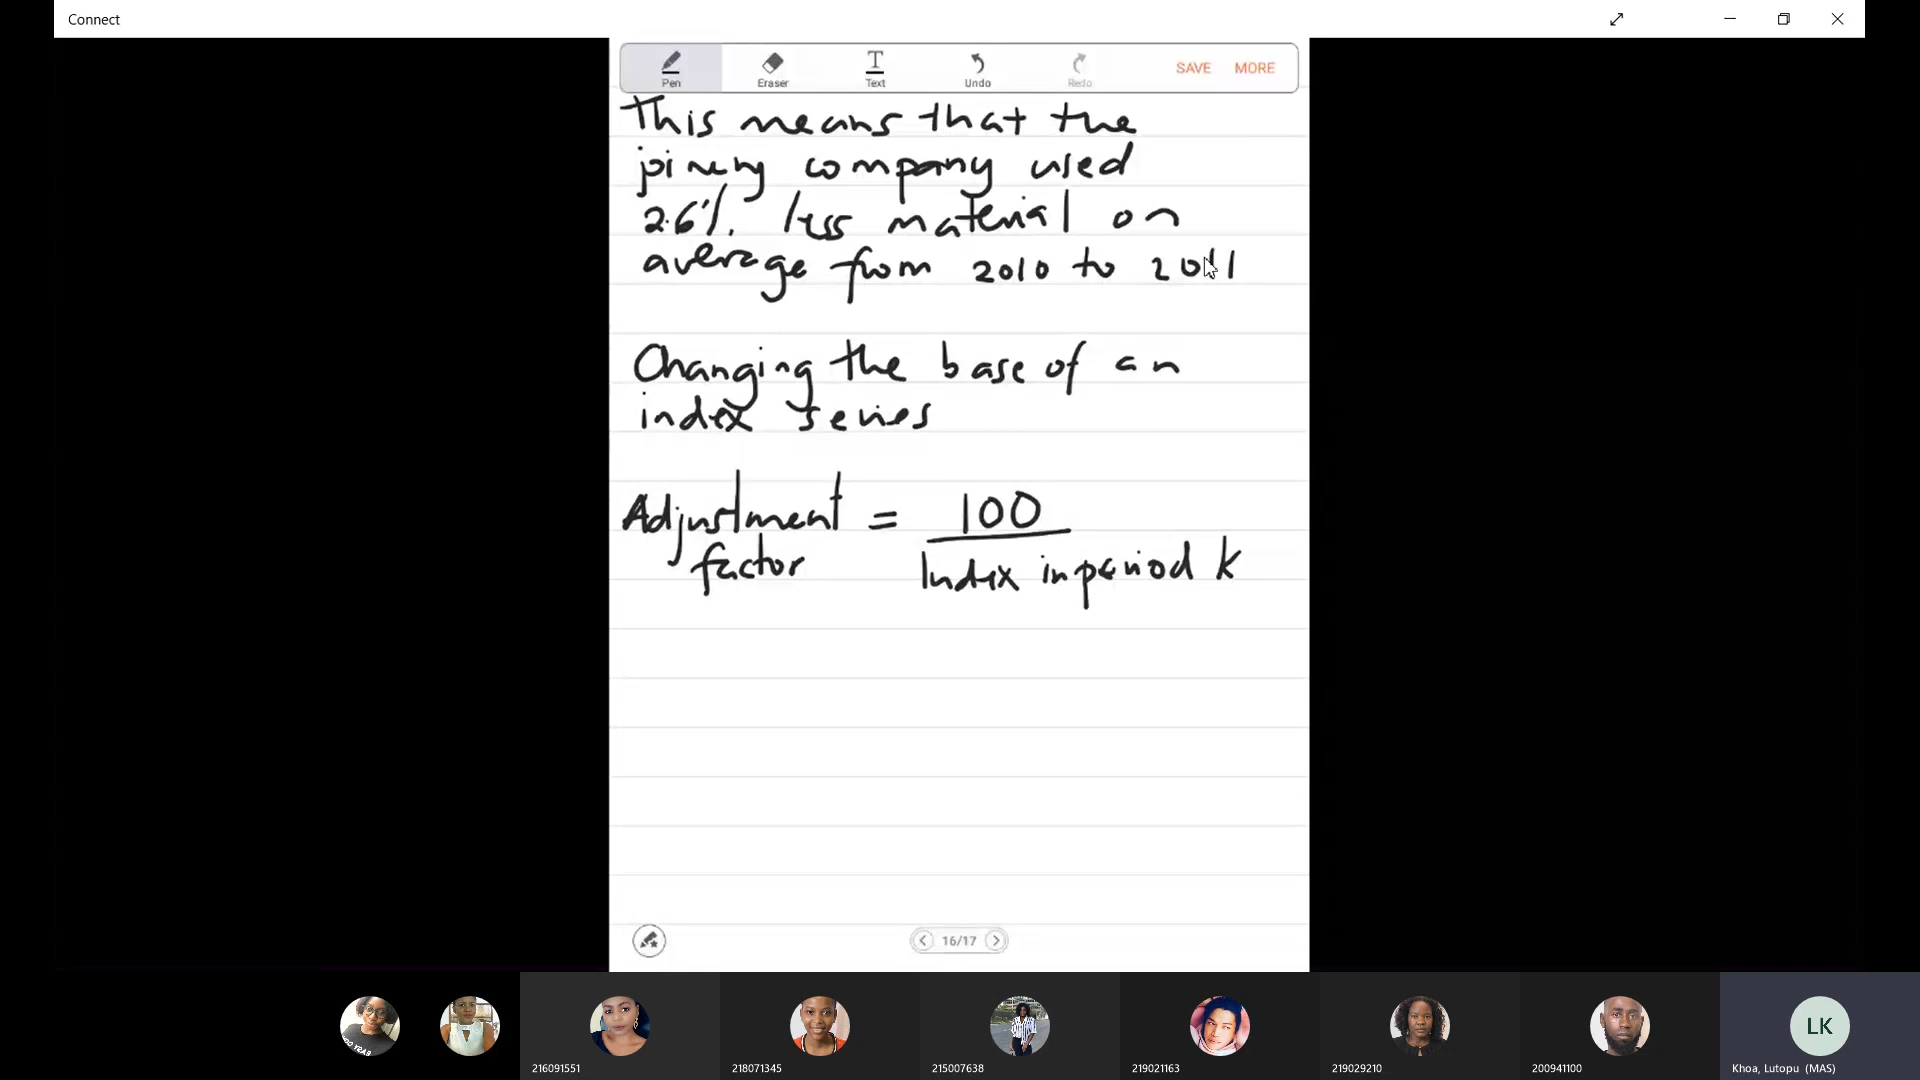 Connect
Pen
Eraser
Text
Undo
Redo
SAVE
MORE
This means that the
joinery company used
2.6% less material on
average from 2010 to 2011
Changing the base of an
index series
Adjustment = 100
factor Index in period k
16/17
216091551
218071345
215007638
219021163
219029210
200941100
LK
Khoa, Lutopu (MAS)